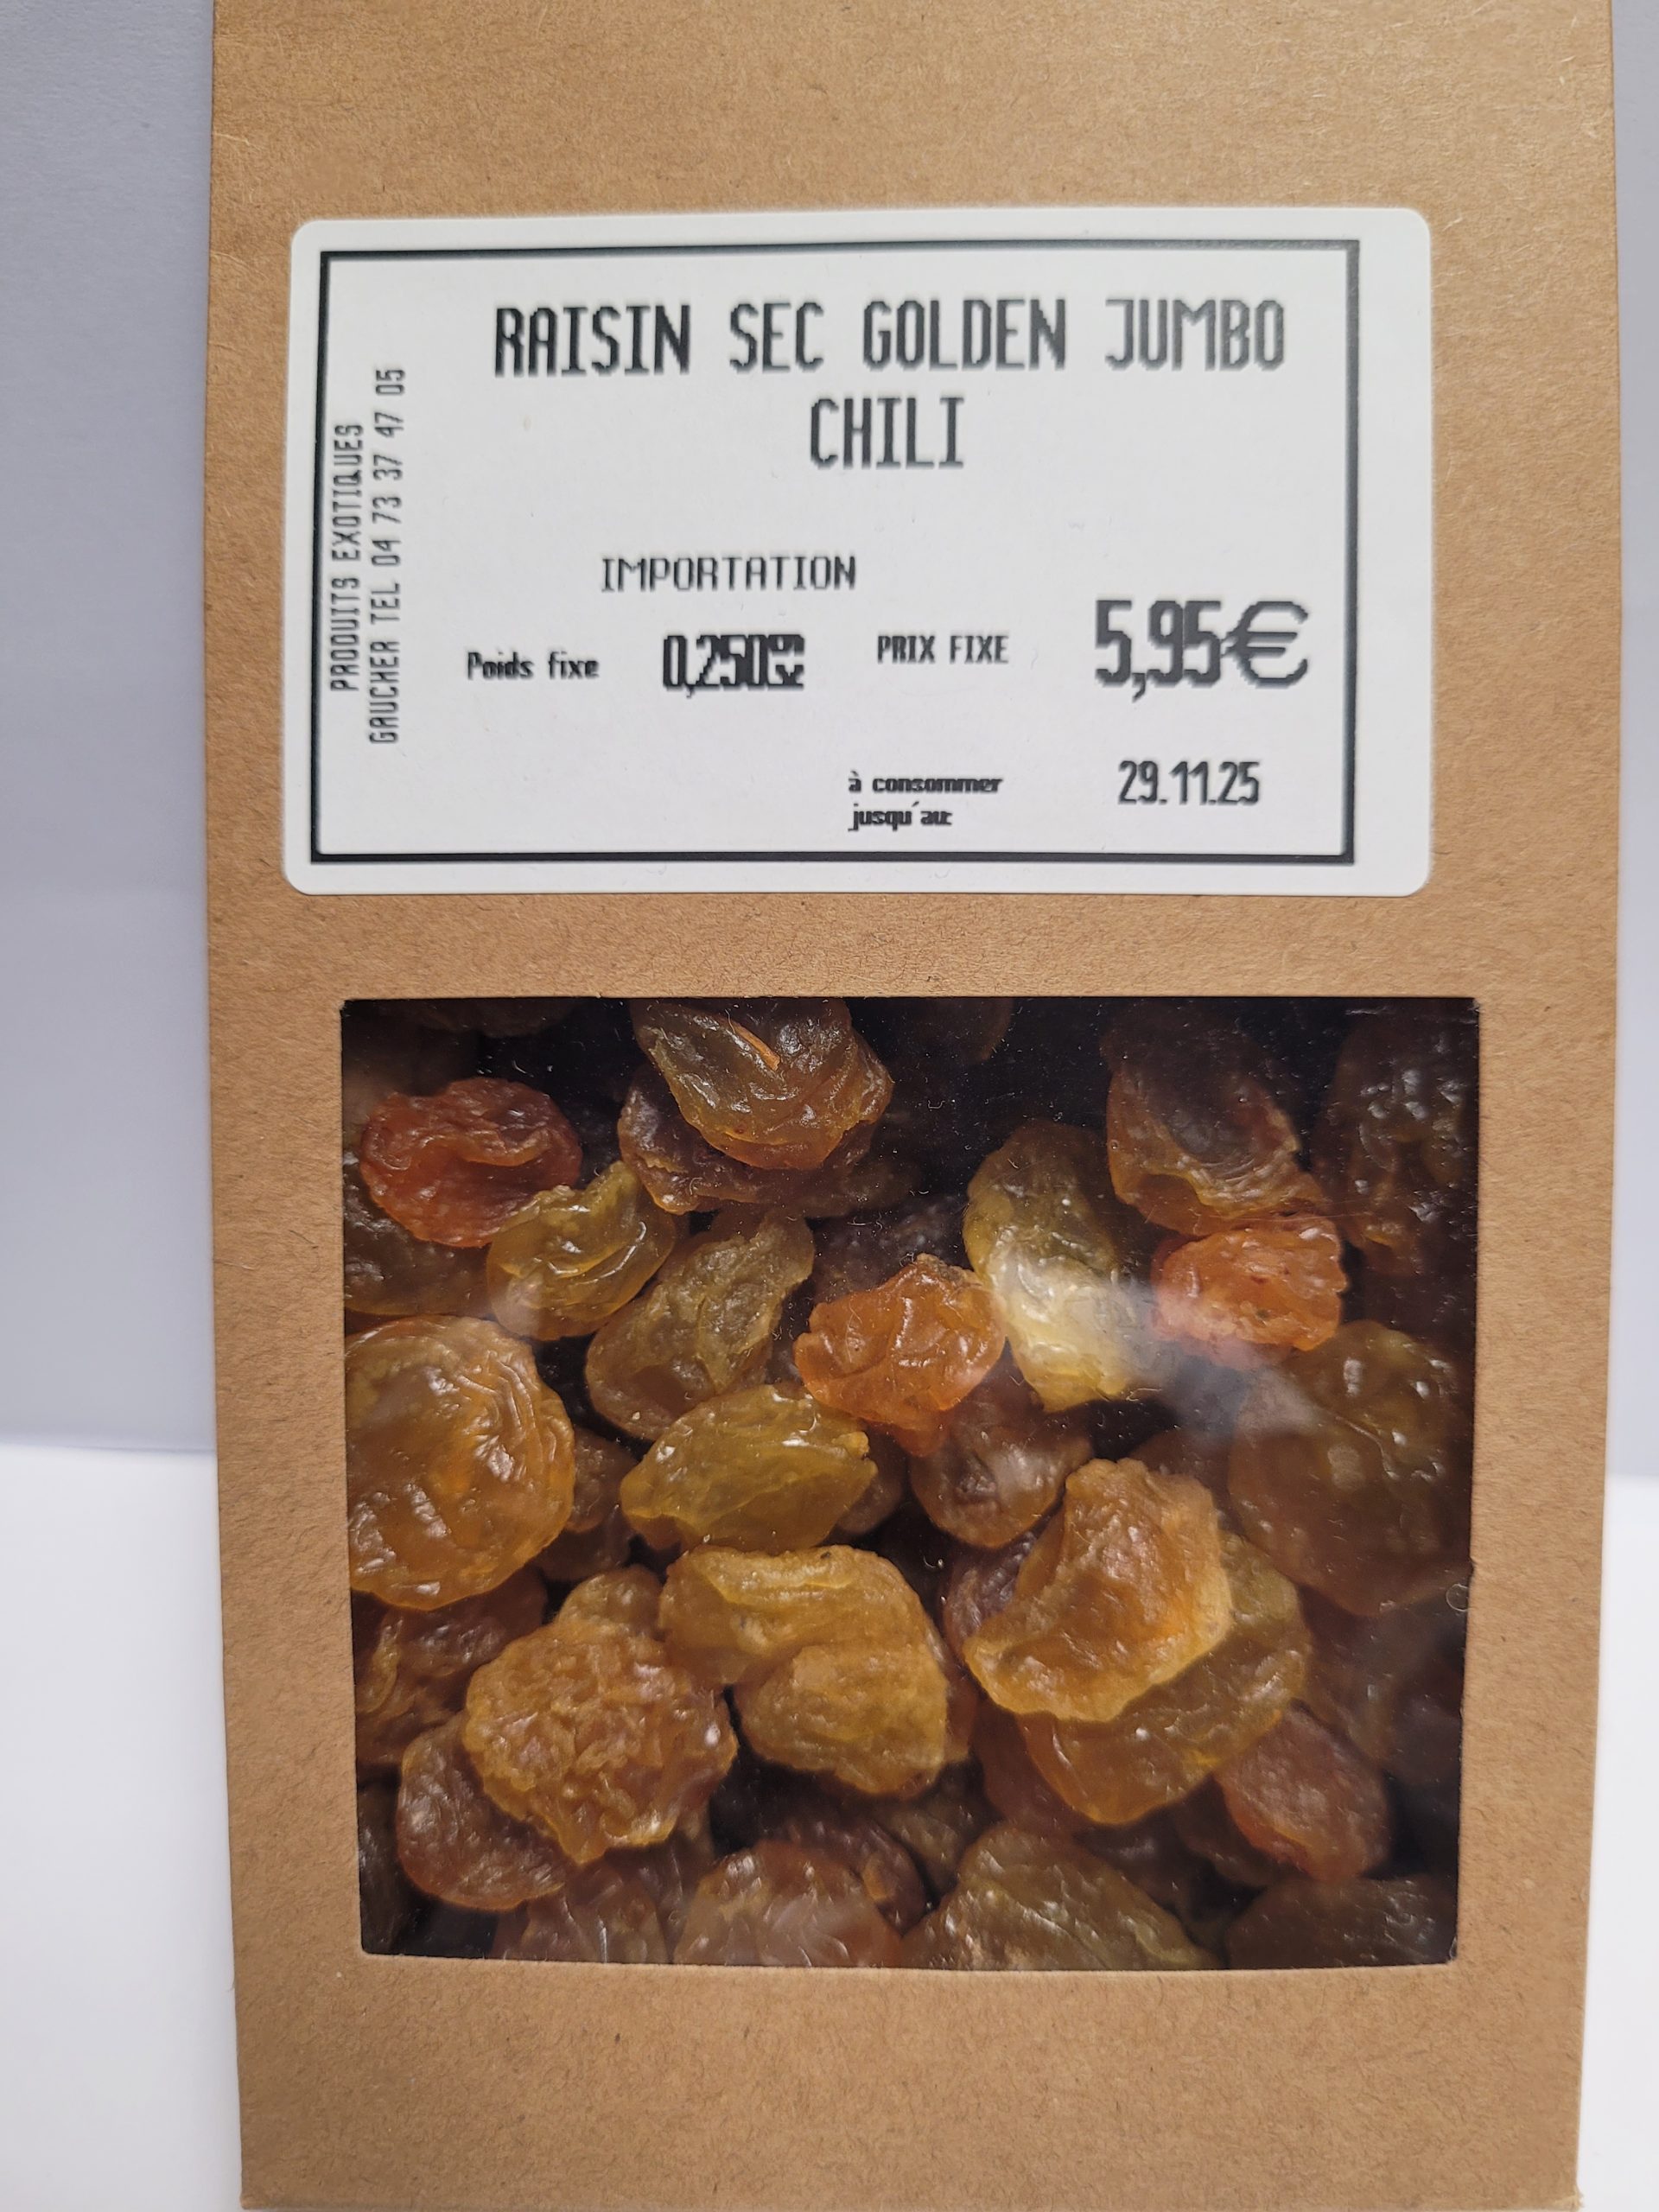 RAISIN SEC GOLDEN JUMBO
CHILI
PRODUITS EXOTIQUES
GAUCHER TEL 04 73 37 47 05
IMPORTATION
Poids fixe 0,250kg PRIX FIXE 5,95€
à consommer 29.11.25
jusqu'au: